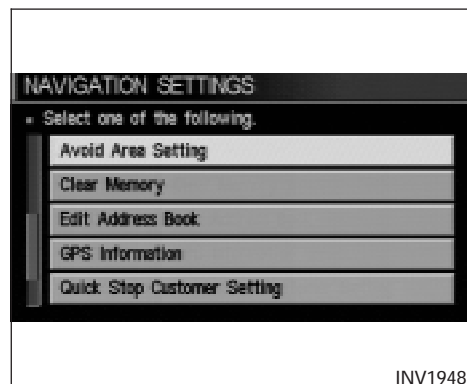 NAVIGATION SETTINGS
Select one of the following.
Avoid Area Setting
Clear Memory
Edit Address Book
GPS Information
Quick Stop Customer Setting
INV1948